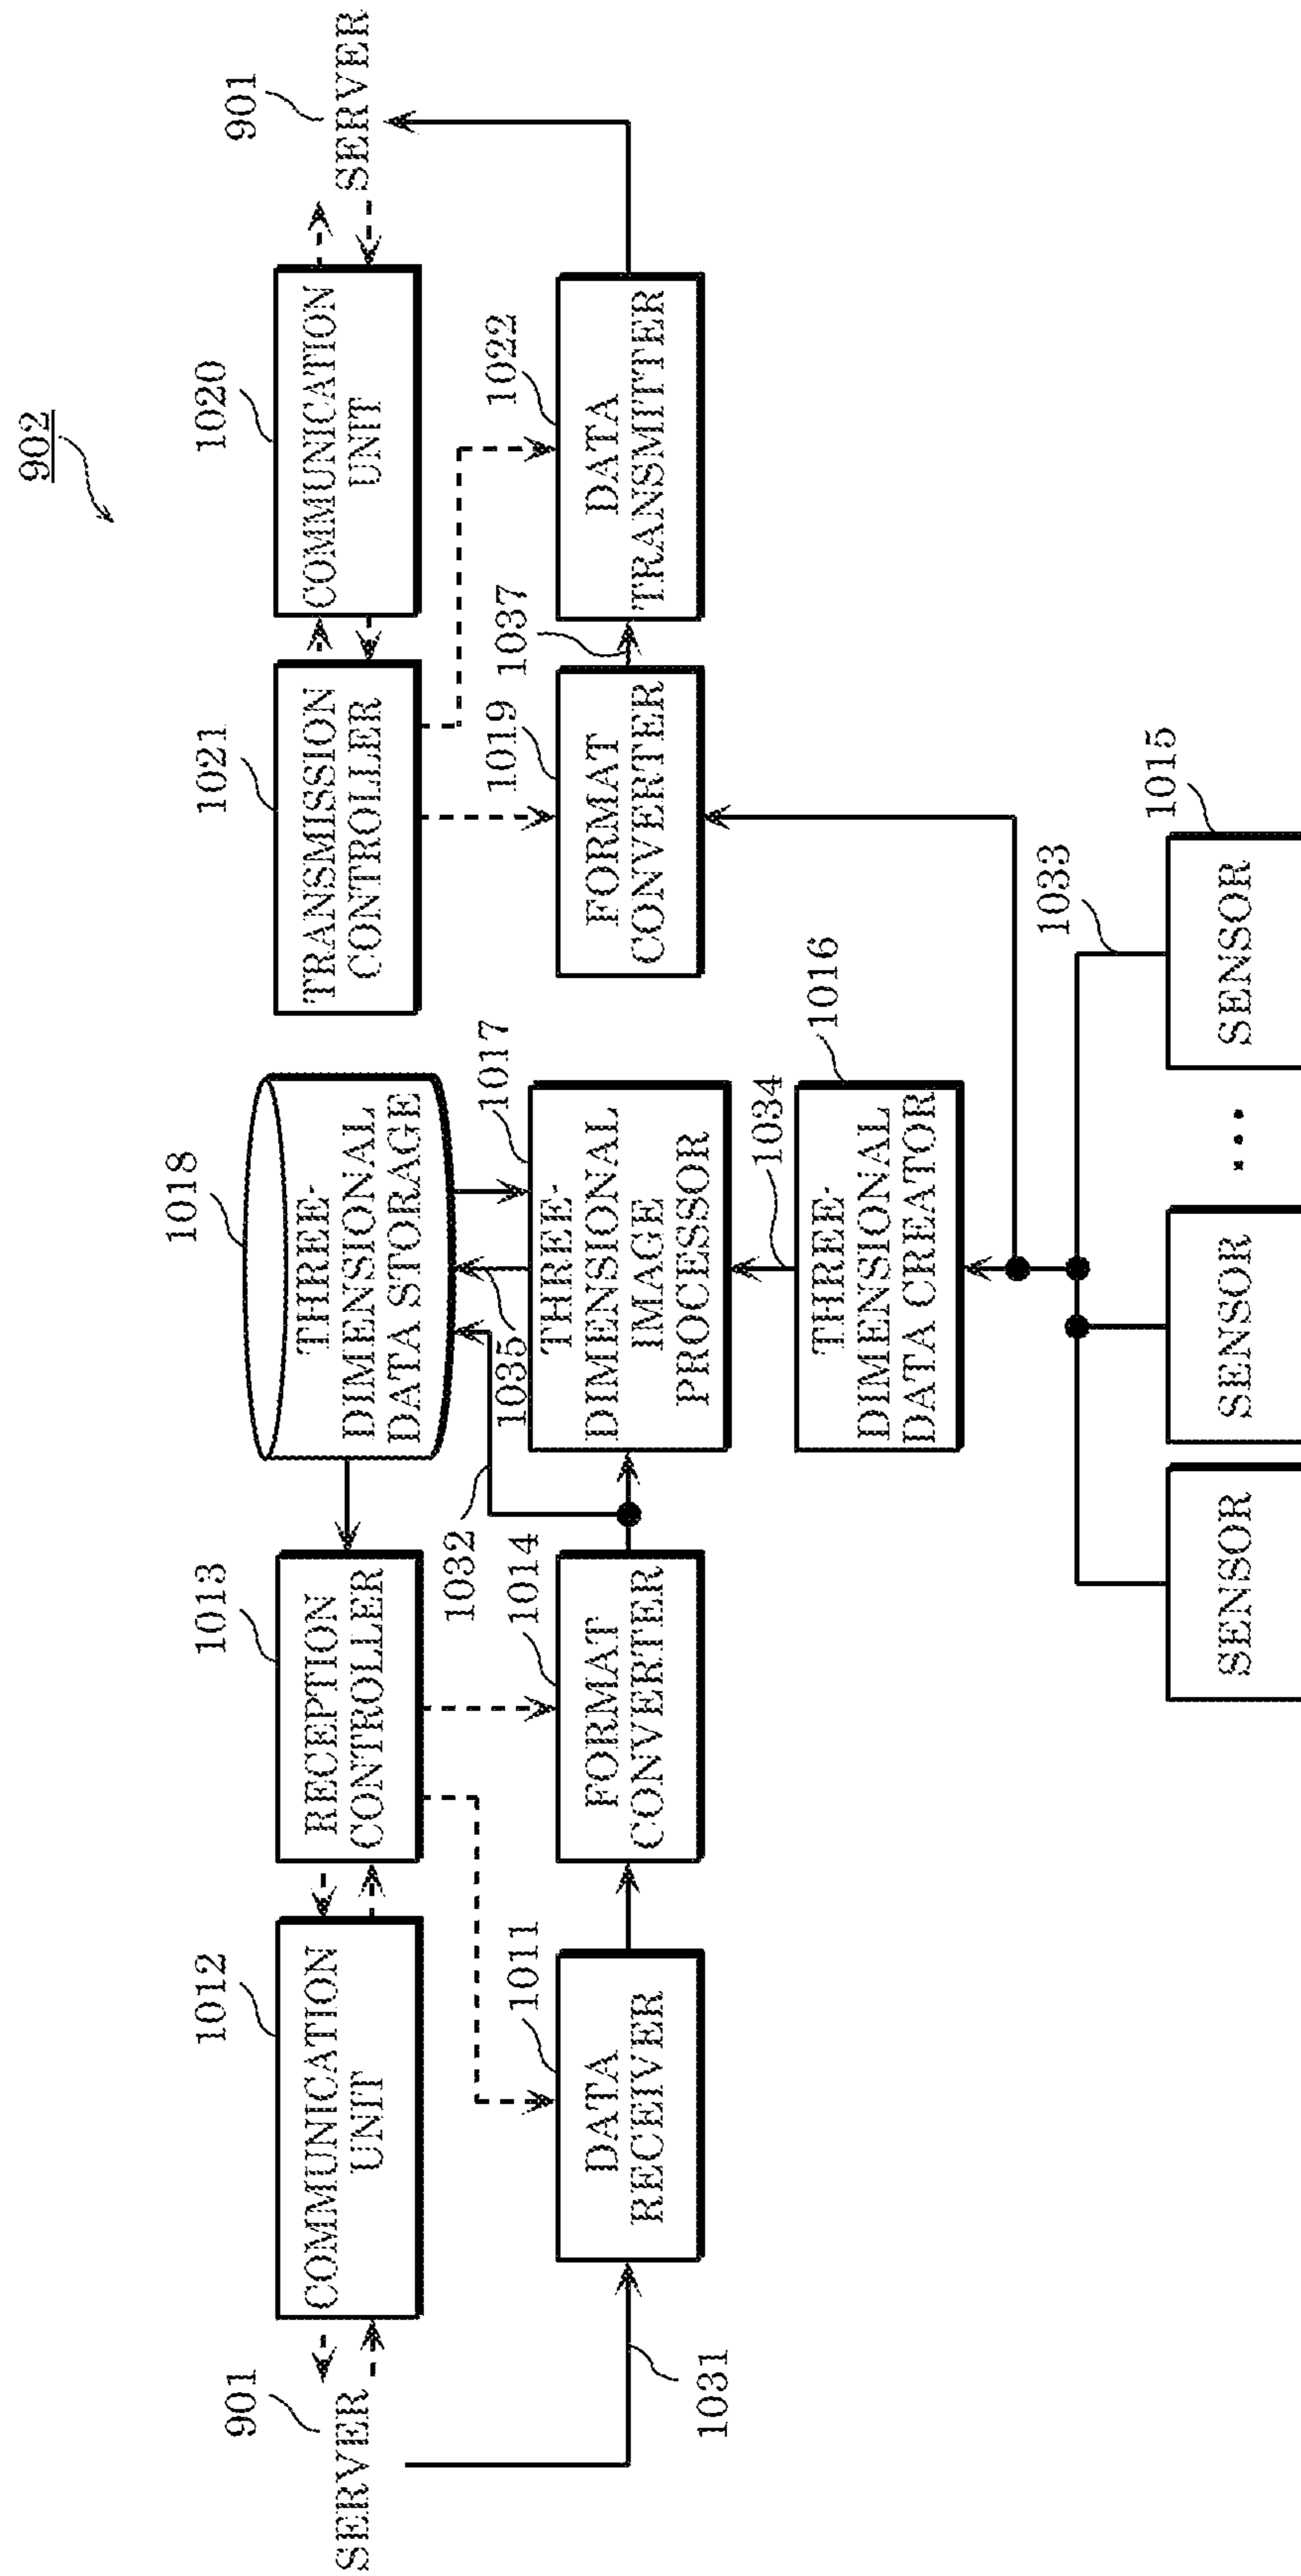 902
901
SERVER
1012
COMMUNICATION
UNIT
1013
RECEPTION
CONTROLLER
1018
THREE-
DIMENSIONAL
DATA STORAGE
1021
TRANSMISSION
CONTROLLER
1020
COMMUNICATION
UNIT
901
SERVER
1031
1011
DATA
RECEIVER
1014
FORMAT
CONVERTER
1032
1035
1017
THREE-
DIMENSIONAL
IMAGE
PROCESSOR
1019
FORMAT
CONVERTER
1037
1022
DATA
TRANSMITTER
1034
1016
THREE-
DIMENSIONAL
DATA CREATOR
1033
1015
SENSOR
SENSOR
...
SENSOR